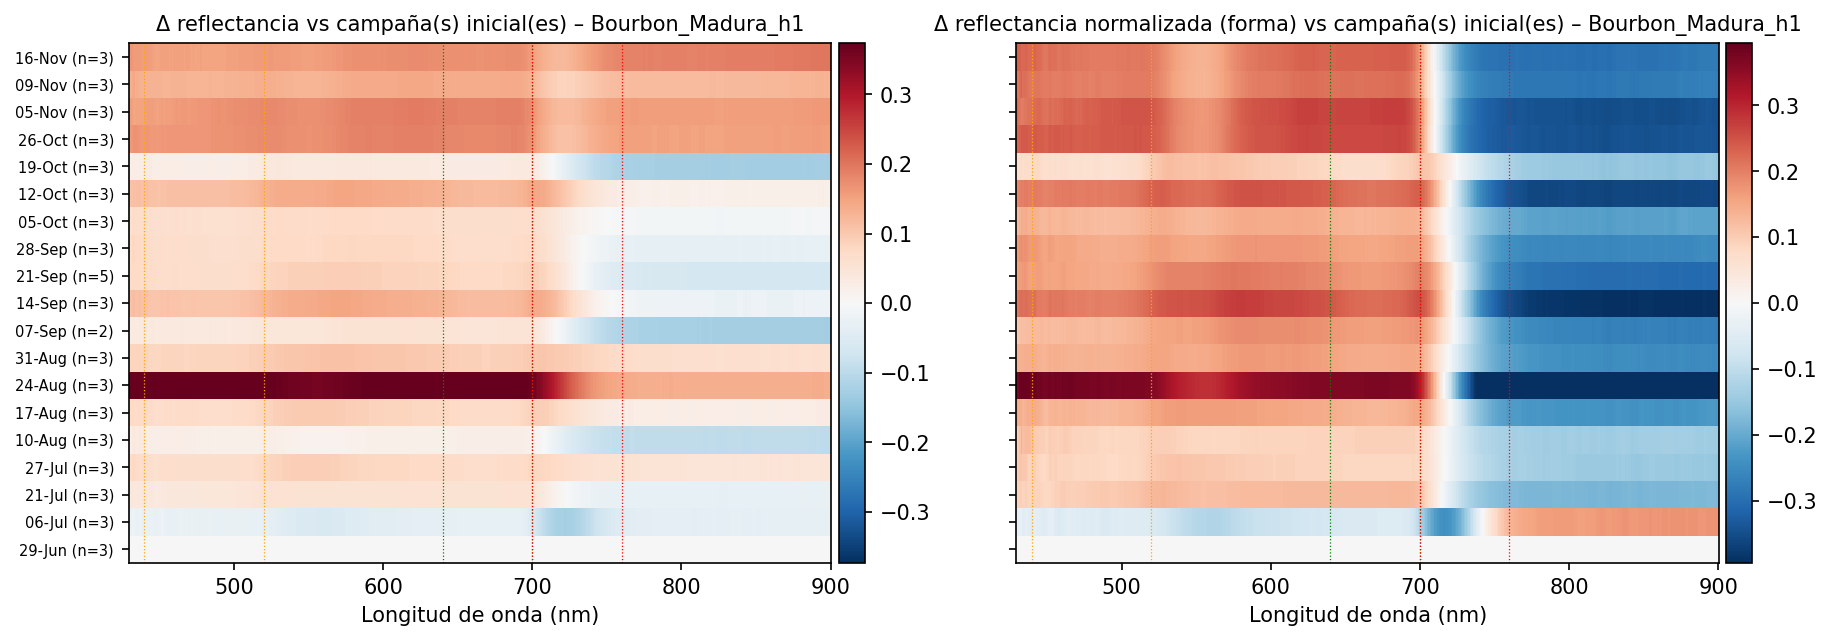 Δ reflectancia vs campaña(s) inicial(es) – Bourbon_Madura_h1
16-Nov (n=3)
09-Nov (n=3)
05-Nov (n=3)
26-Oct (n=3)
19-Oct (n=3)
12-Oct (n=3)
05-Oct (n=3)
28-Sep (n=3)
21-Sep (n=5)
14-Sep (n=3)
07-Sep (n=2)
31-Aug (n=3)
24-Aug (n=3)
17-Aug (n=3)
10-Aug (n=3)
27-Jul (n=3)
21-Jul (n=3)
06-Jul (n=3)
29-Jun (n=3)
500 600 700 800 900
Longitud de onda (nm)
0.3
0.2
0.1
0.0
−0.1
−0.2
−0.3
Δ reflectancia normalizada (forma) vs campaña(s) inicial(es) – Bourbon_Madura_h1
500 600 700 800 900
Longitud de onda (nm)
0.3
0.2
0.1
0.0
−0.1
−0.2
−0.3